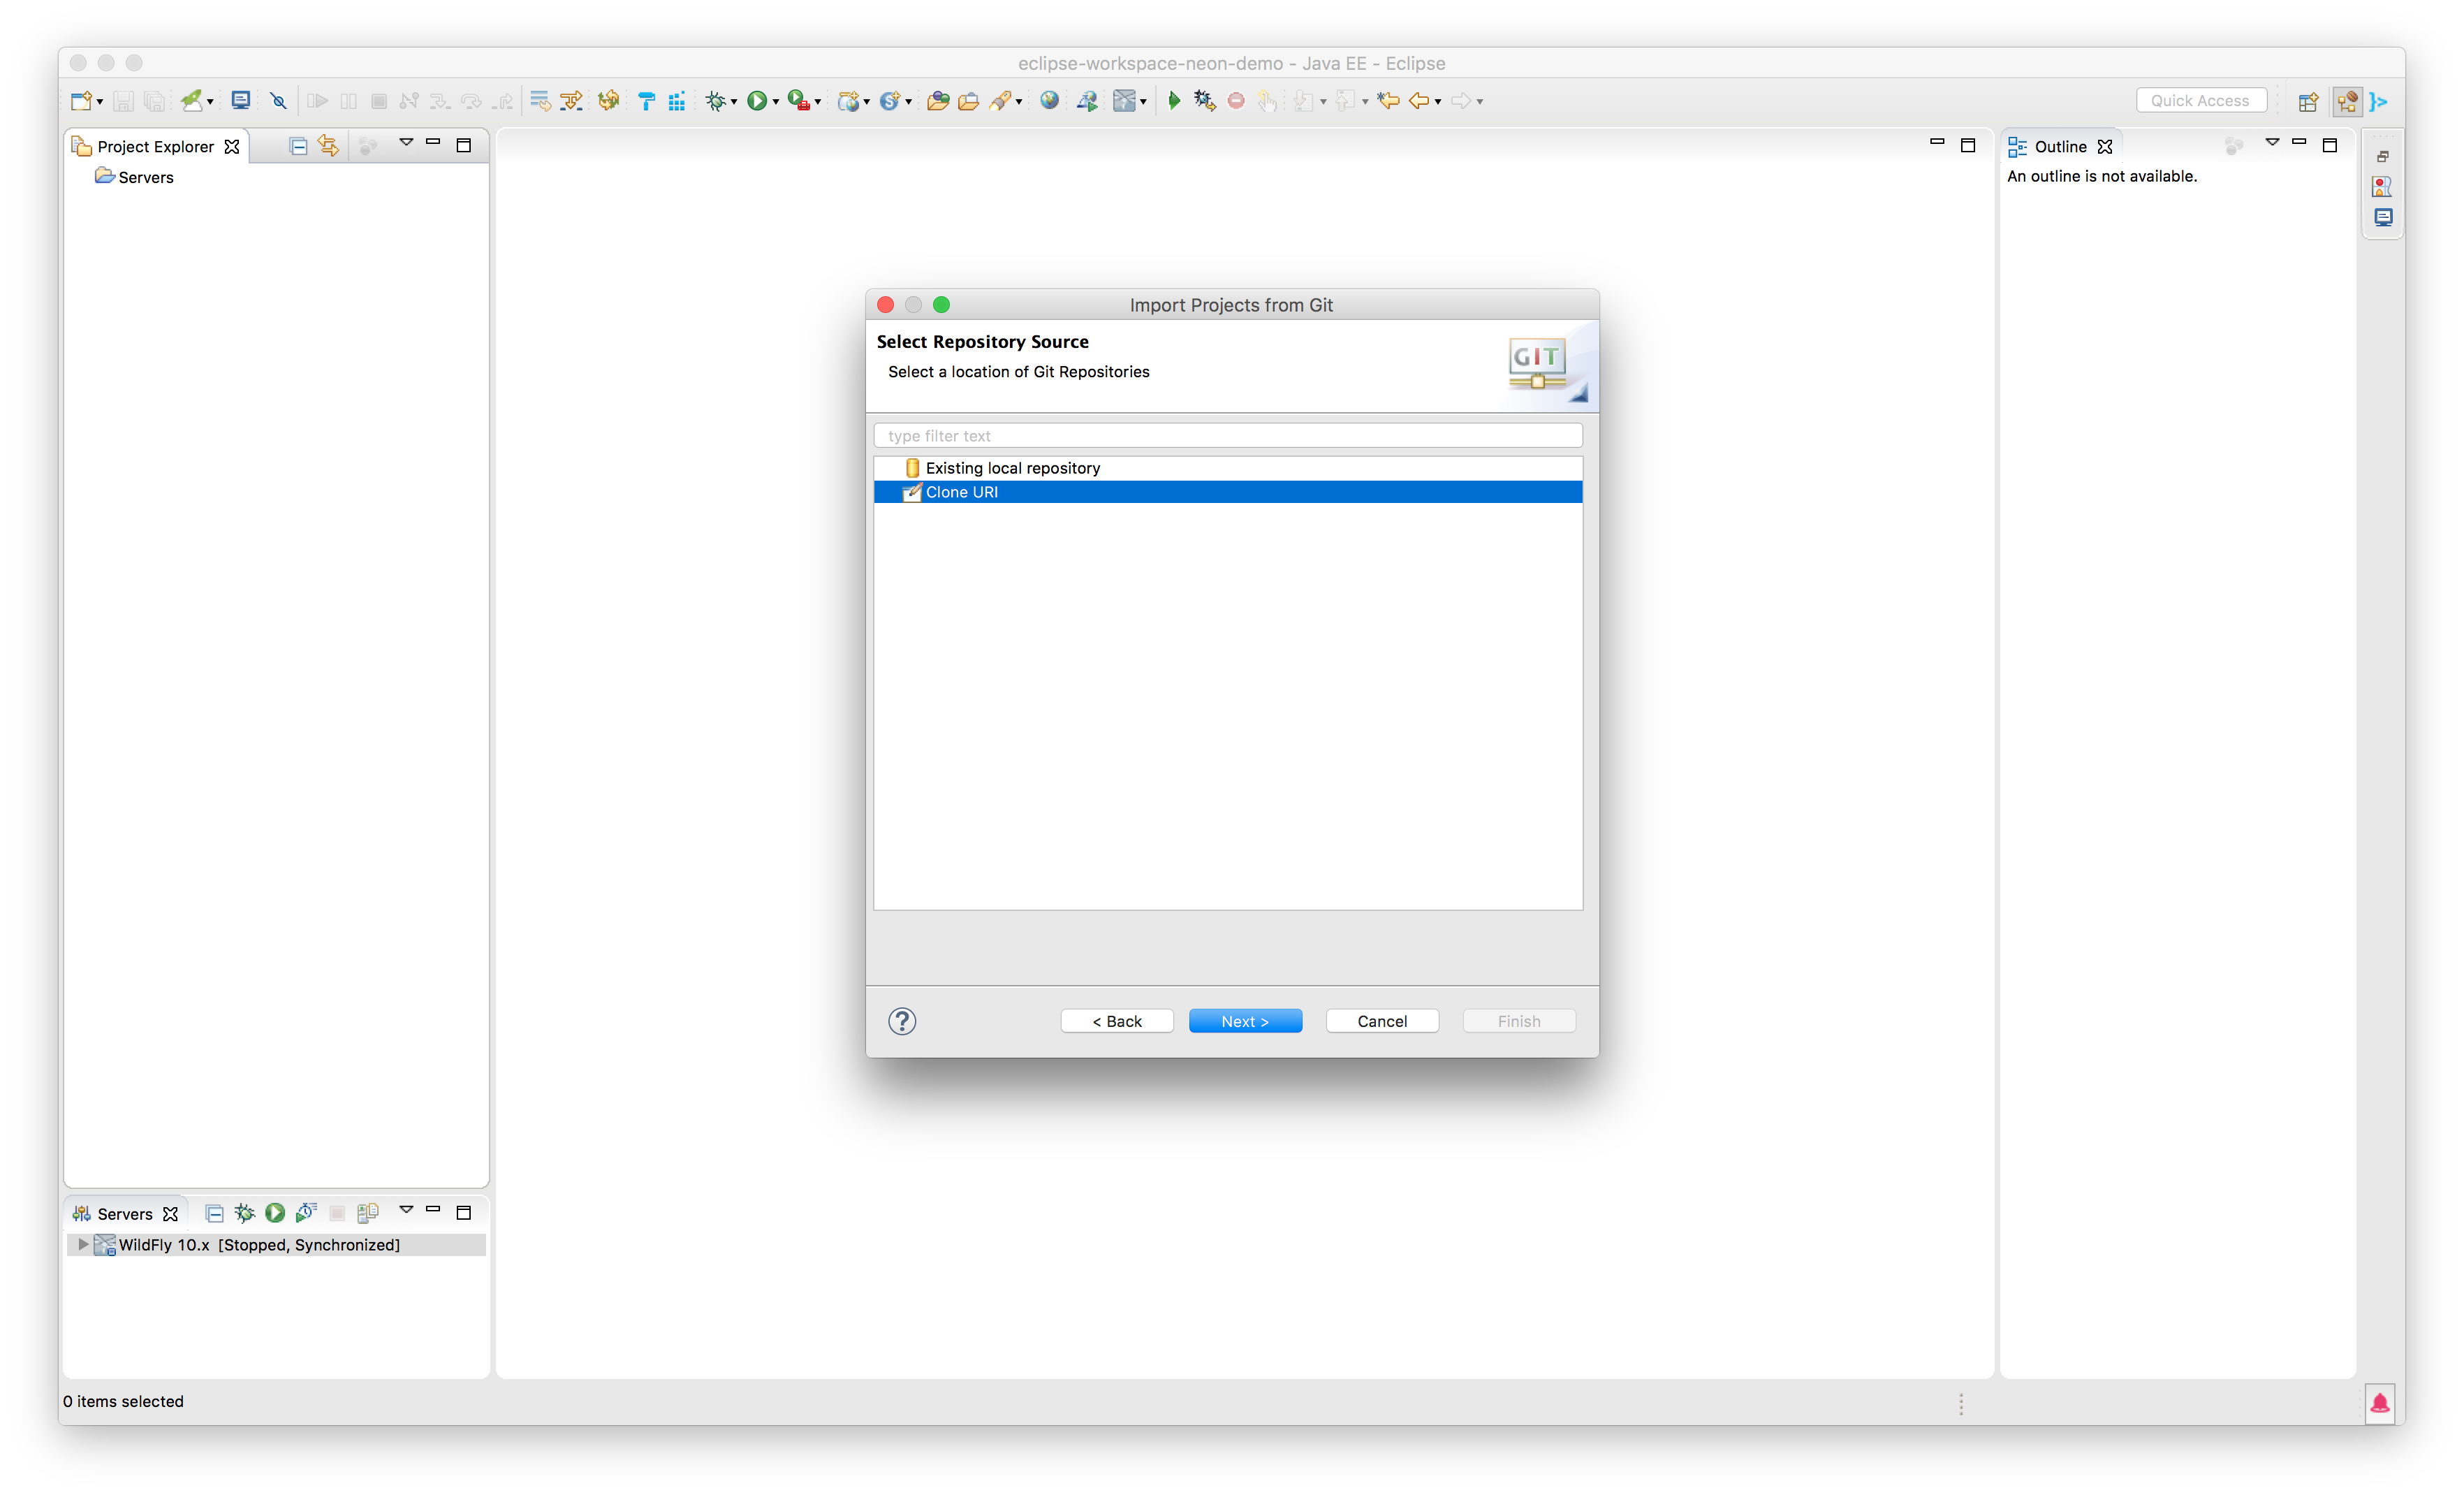 eclipse-workspace-neon-demo - Java EE - Eclipse
Quick Access
Project Explorer
Servers
Outline
An outline is not available.
Import Projects from Git
Select Repository Source
Select a location of Git Repositories
GIT
type filter text
Existing local repository
Clone URI
?
< Back
Next >
Cancel
Finish
Servers
WildFly 10.x [Stopped, Synchronized]
0 items selected